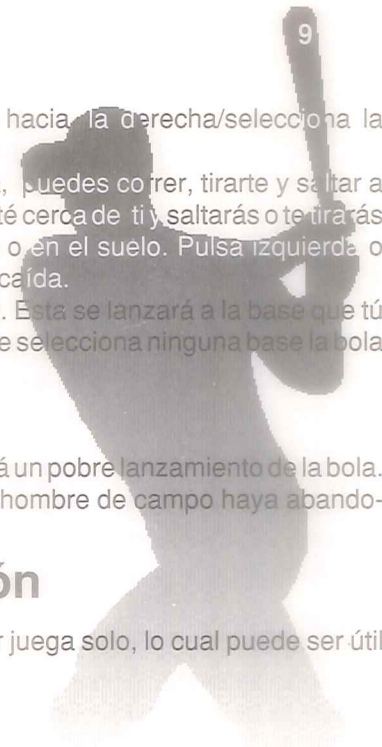 9
hacia la derecha/selecciona la
, puedes correr, tirarte y saltar a
té cerca de ti y saltarás o te tirarás
o en el suelo. Pulsa izquierda o
caída.
. Esta se lanzará a la base que tú
e selecciona ninguna base la bola
á un pobre lanzamiento de la bola.
hombre de campo haya abando-
ón
r juega solo, lo cual puede ser útil